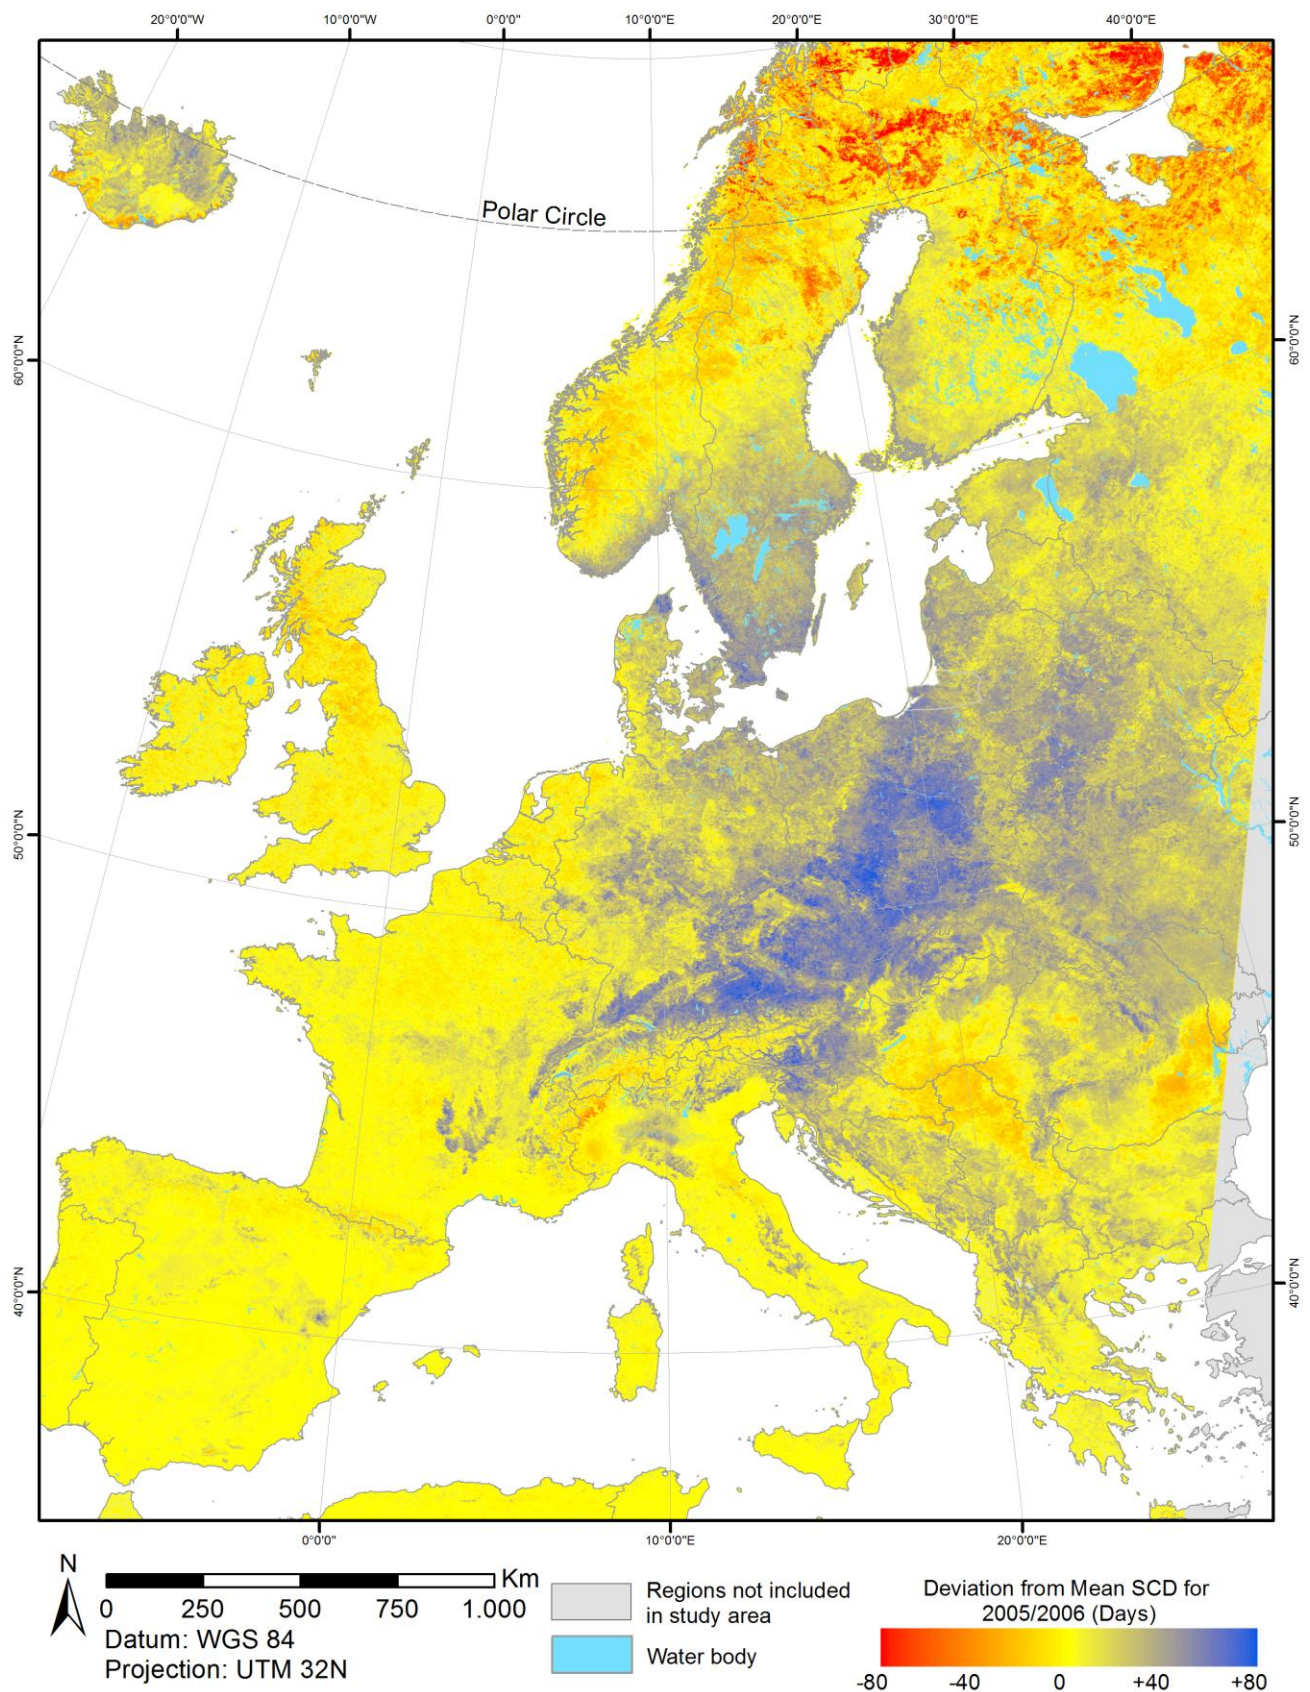 20°0'0"W 10°0'0"W 0°0'0" 10°0'0"E 20°0'0"E 30°0'0"E 40°0'0"E
Polar Circle
60°0'0"N 60°0'0"N
50°0'0"N 50°0'0"N
40°0'0"N 40°0'0"N
0°0'0" 10°0'0"E 20°0'0"E
N
Km
0 250 500 750 1.000
Datum: WGS 84
Projection: UTM 32N
Regions not included
in study area
Water body
Deviation from Mean SCD for
2005/2006 (Days)
-80 -40 0 +40 +80